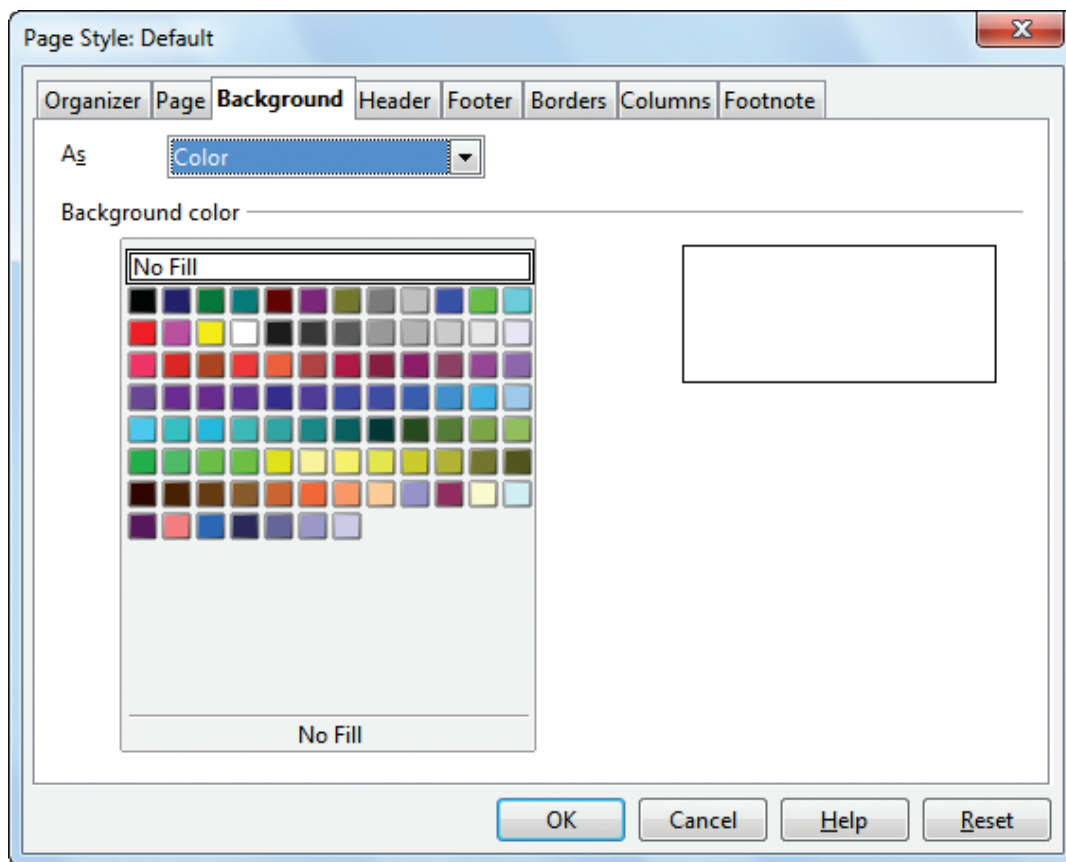 Page Style: Default
Organizer Page Background Header Footer Borders Columns Footnote
As Color
Background color
No Fill
No Fill
OK Cancel Help Reset